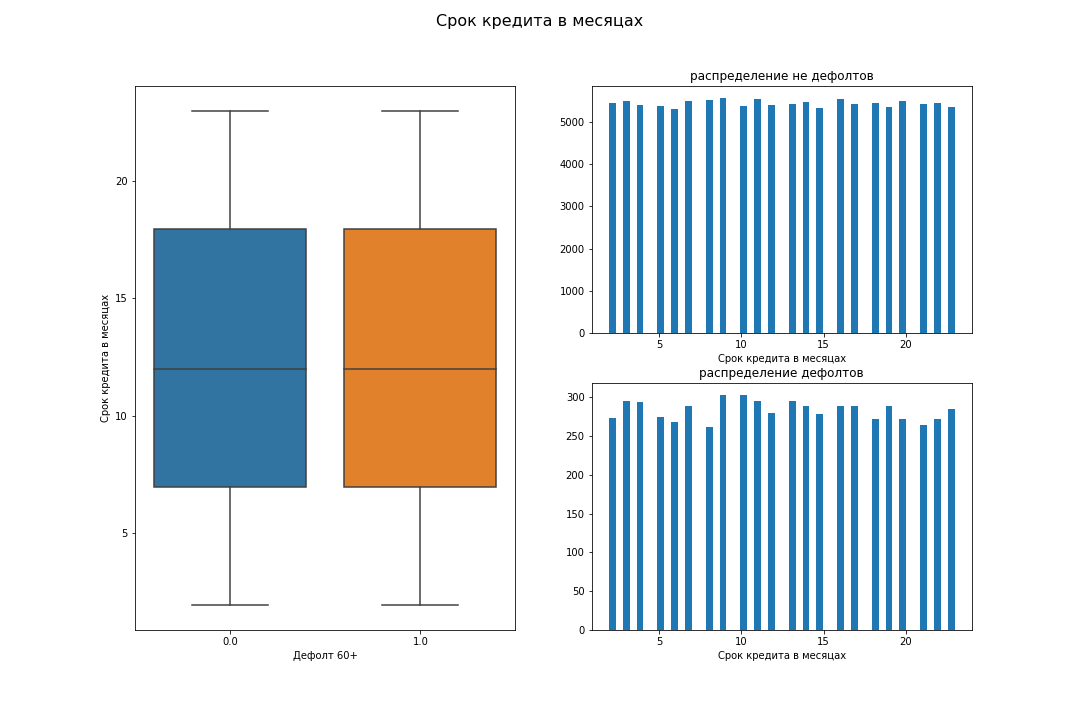 Срок кредита в месяцах
Срок кредита в месяцах
20
15
10
5
0.0 1.0
Дефолт 60+
распределение не дефолтов
5000
4000
3000
2000
1000
0
5 10 15 20
Срок кредита в месяцах
распределение дефолтов
300
250
200
150
100
50
0
5 10 15 20
Срок кредита в месяцах